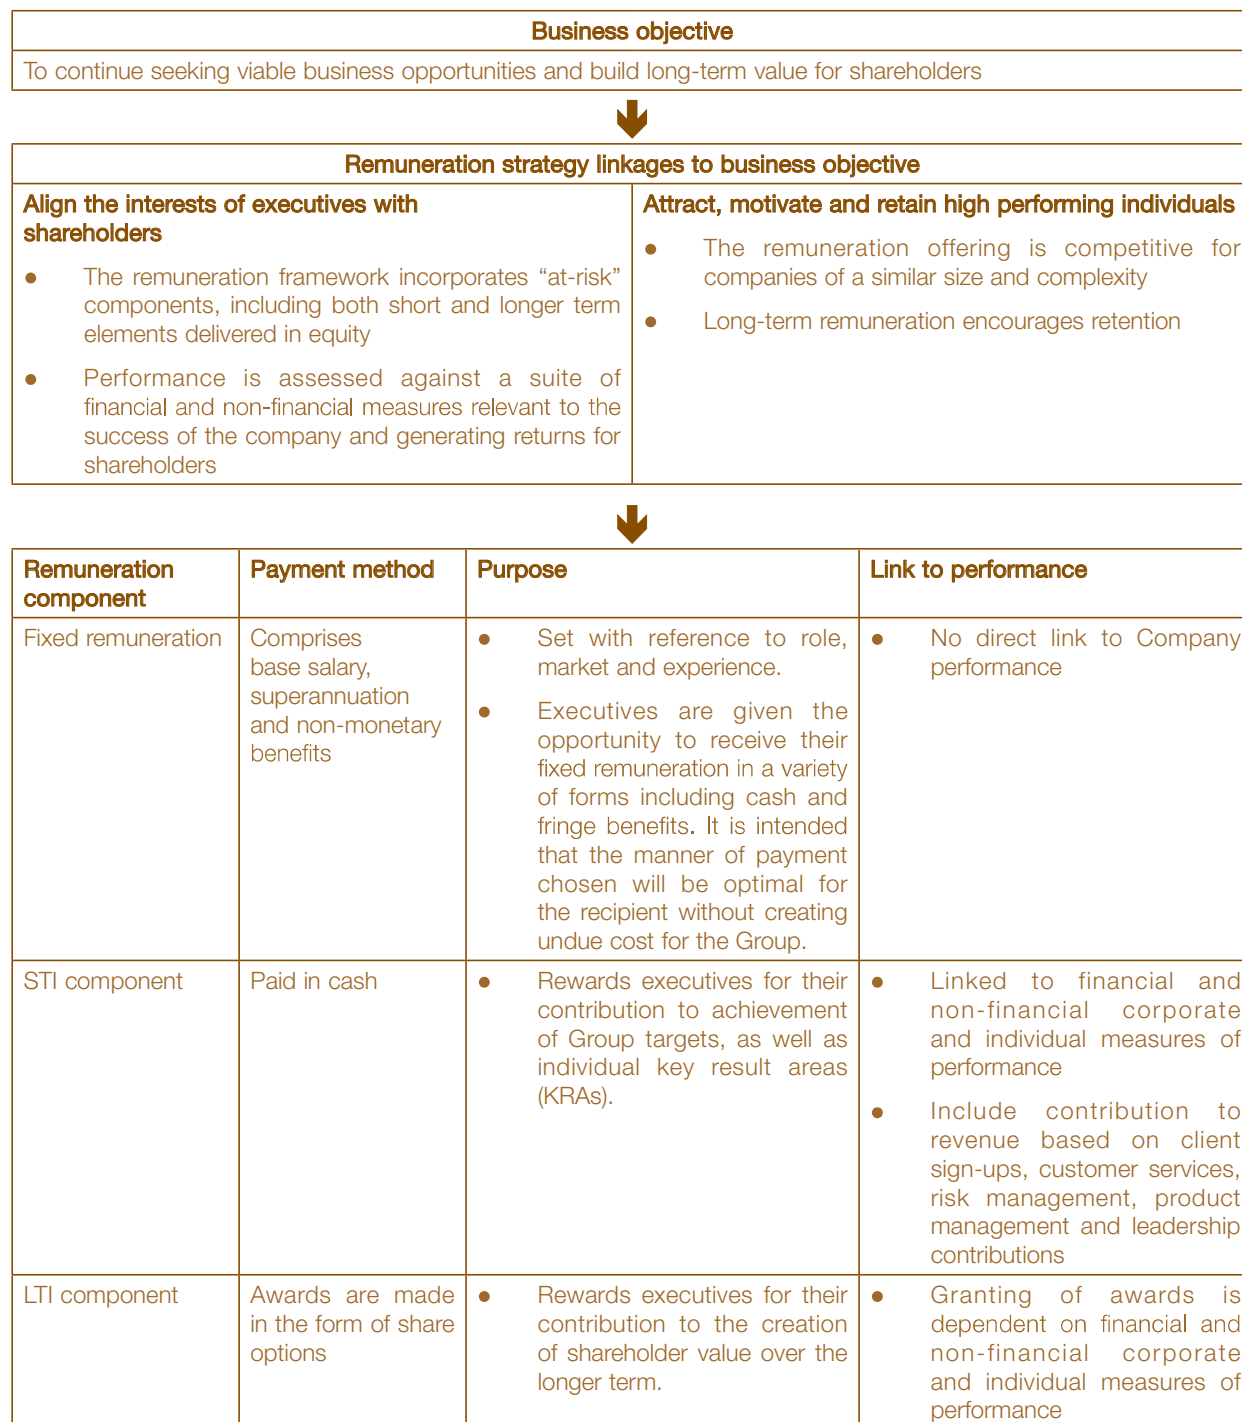 Business objective
To continue seeking viable business opportunities and build long-term value for shareholders
Remuneration strategy linkages to business objective
Align the interests of executives with
shareholders
● The remuneration framework incorporates “at-risk”
components, including both short and longer term
elements delivered in equity
● Performance is assessed against a suite of
financial and non-financial measures relevant to the
success of the company and generating returns for
shareholders
Attract, motivate and retain high performing individuals
● The remuneration offering is competitive for
companies of a similar size and complexity
● Long-term remuneration encourages retention
Remuneration
component
Payment method
Purpose
Link to performance
Fixed remuneration
Comprises
base salary,
superannuation
and non-monetary
benefits
● Set with reference to role,
market and experience.
● Executives are given the
opportunity to receive their
fixed remuneration in a variety
of forms including cash and
fringe benefits. It is intended
that the manner of payment
chosen will be optimal for
the recipient without creating
undue cost for the Group.
● No direct link to Company
performance
STI component
Paid in cash
● Rewards executives for their
contribution to achievement
of Group targets, as well as
individual key result areas
(KRAs).
● Linked to financial and
non-financial corporate
and individual measures of
performance
● Include contribution to
revenue based on client
sign-ups, customer services,
risk management, product
management and leadership
contributions
LTI component
Awards are made
in the form of share
options
● Rewards executives for their
contribution to the creation
of shareholder value over the
longer term.
● Granting of awards is
dependent on financial and
non-financial corporate
and individual measures of
performance